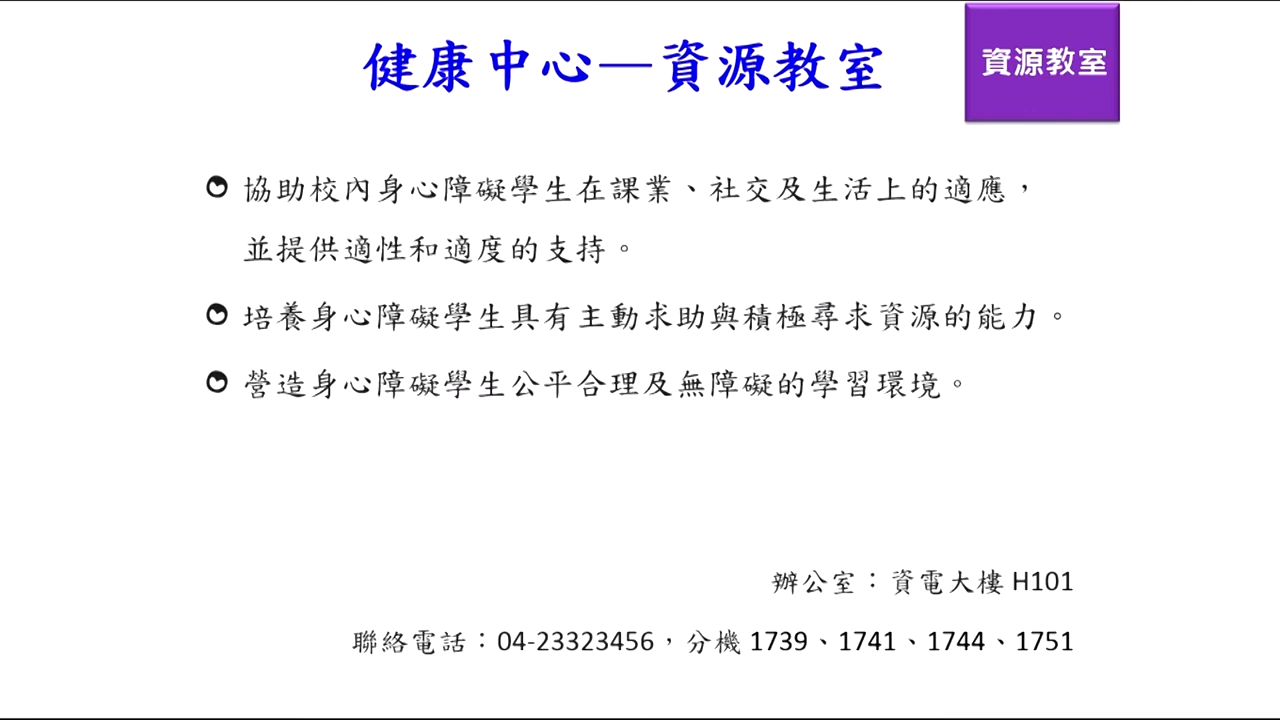 健康中心—資源教室
資源教室
協助校內身心障礙學生在課業、社交及生活上的適應，
並提供適性和適度的支持。
培養身心障礙學生具有主動求助與積極尋求資源的能力。
營造身心障礙學生公平合理及無障礙的學習環境。
辦公室：資電大樓 H101
聯絡電話：04-23323456，分機 1739、1741、1744、1751